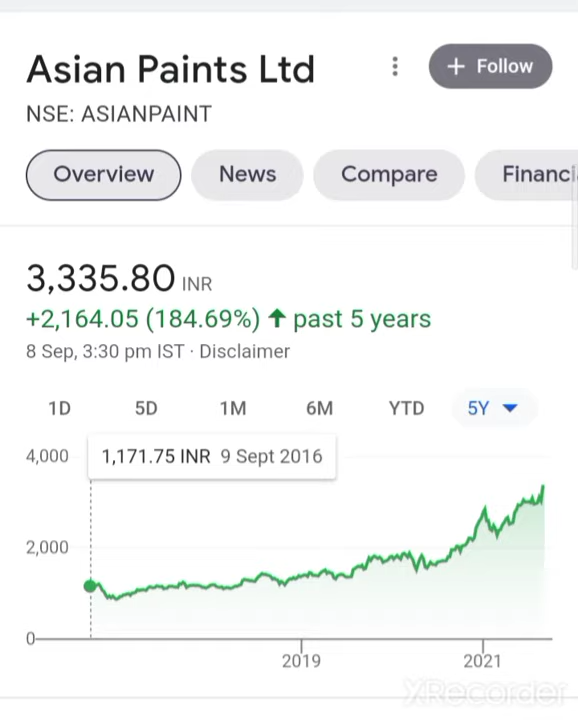 Asian Paints Ltd
+ Follow
NSE: ASIANPAINT
Overview News Compare Financi
3,335.80 INR
+2,164.05 (184.69%) ↑ past 5 years
8 Sep, 3:30 pm IST · Disclaimer
1D 5D 1M 6M YTD 5Y
4,000
1,171.75 INR 9 Sept 2016
2,000
0
2019 2021
XRecorder